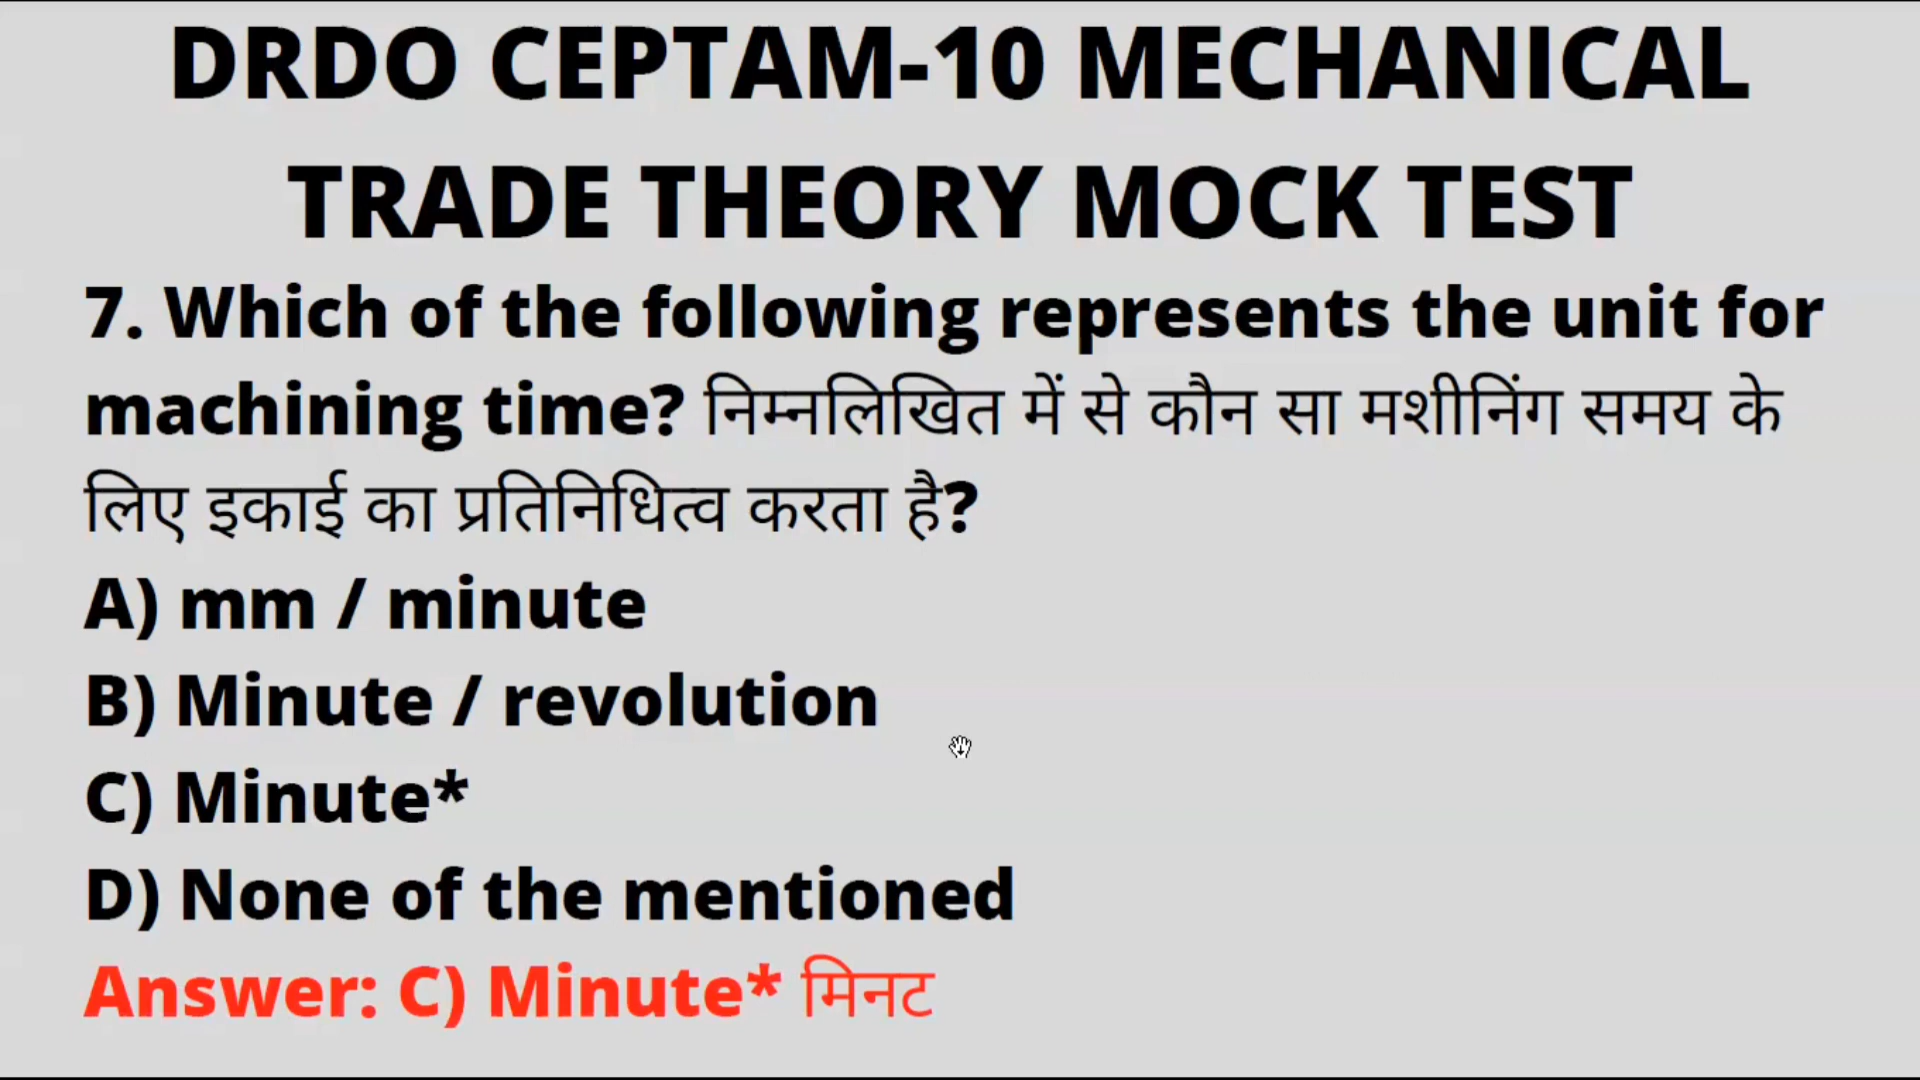 DRDO CEPTAM-10 MECHANICAL
TRADE THEORY MOCK TEST
7. Which of the following represents the unit for
machining time? निम्नलिखित में से कौन सा मशीनिंग समय के
लिए इकाई का प्रतिनिधित्व करता है?
A) mm / minute
B) Minute / revolution
C) Minute*
D) None of the mentioned
Answer: C) Minute* मिनट